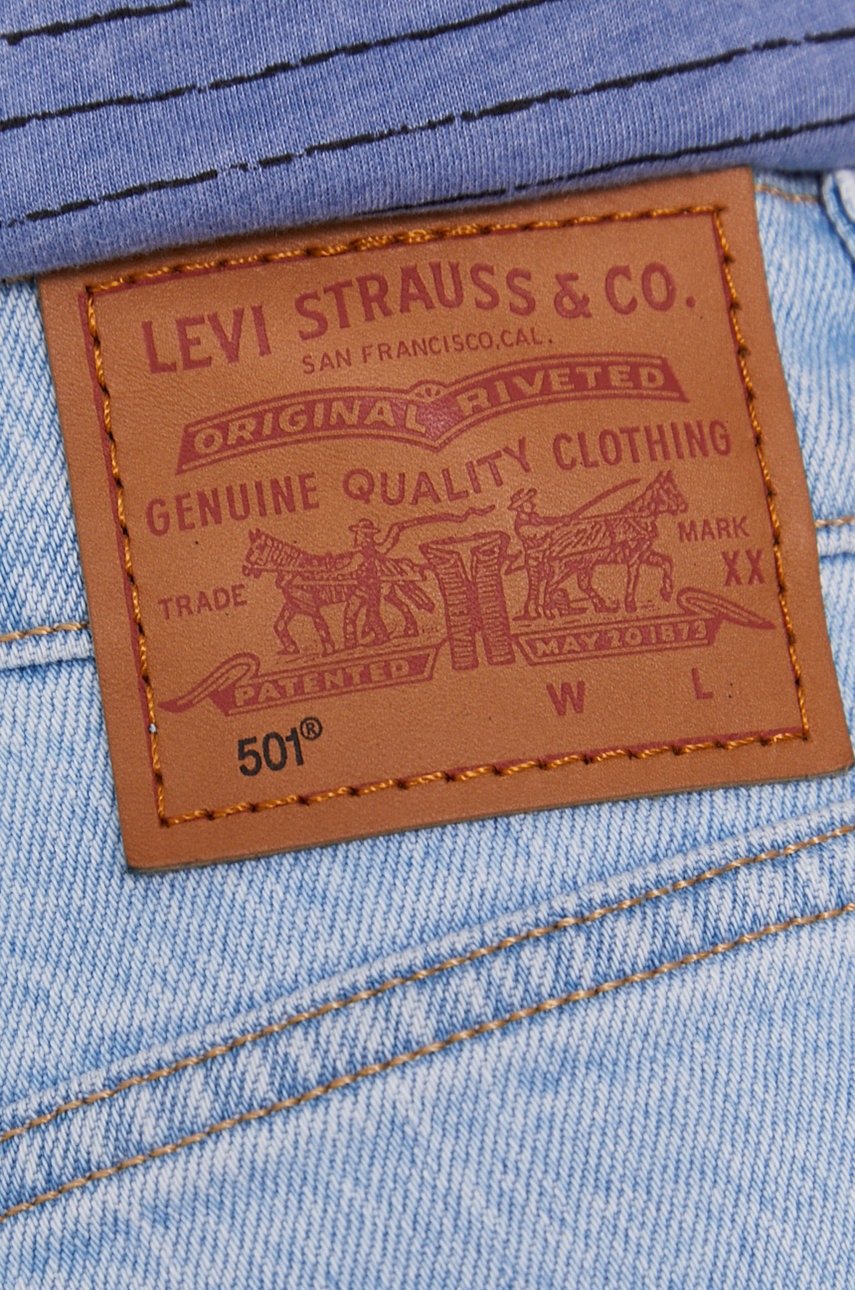 LEVI STRAUSS & CO.
SAN FRANCISCO, CAL.
ORIGINAL RIVETED
GENUINE QUALITY CLOTHING
TRADE MARK
XX
PATENTED MAY 20 1873
W L
501®